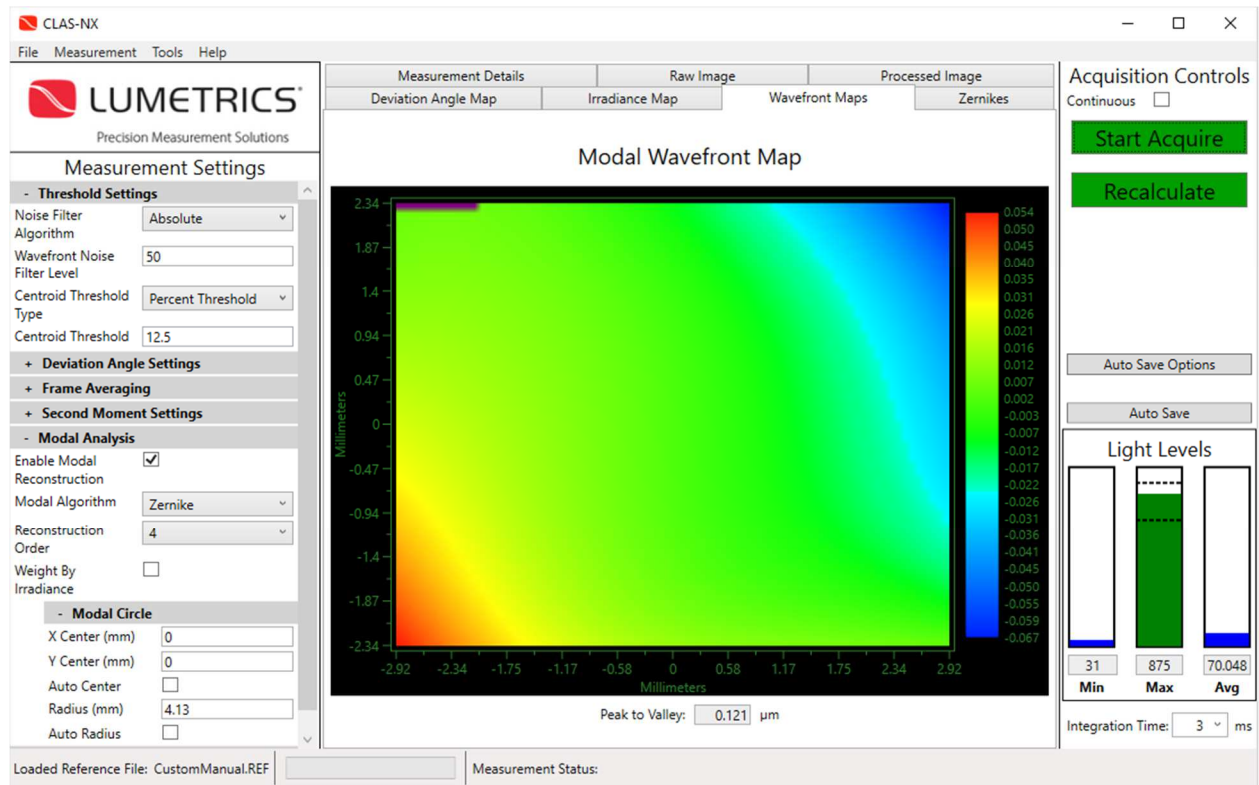 CLAS-NX
File Measurement Tools Help
LUMETRICS
Precision Measurement Solutions
Measurement Settings
- Threshold Settings
Noise Filter
Algorithm
Absolute
Wavefront Noise
Filter Level
50
Centroid Threshold
Type
Percent Threshold
Centroid Threshold
12.5
+ Deviation Angle Settings
+ Frame Averaging
+ Second Moment Settings
- Modal Analysis
Enable Modal
Reconstruction
Modal Algorithm
Zernike
Reconstruction
Order
4
Weight By
Irradiance
- Modal Circle
X Center (mm)
0
Y Center (mm)
0
Auto Center
Radius (mm)
4.13
Auto Radius
Measurement Details
Raw Image
Processed Image
Deviation Angle Map
Irradiance Map
Wavefront Maps
Zernikes
Modal Wavefront Map
Millimeters
2.34
1.87
1.4
0.94
0.47
0
-0.47
-0.94
-1.4
-1.87
-2.34
-2.92 -2.34 -1.75 -1.17 -0.58 0 0.58 1.17 1.75 2.34 2.92
Millimeters
0.054
0.050
0.045
0.040
0.035
0.031
0.026
0.021
0.016
0.012
0.007
0.002
-0.003
-0.007
-0.012
-0.017
-0.022
-0.026
-0.031
-0.036
-0.041
-0.045
-0.050
-0.055
-0.059
-0.067
Peak to Valley: 0.121 µm
Acquisition Controls
Continuous
Start Acquire
Recalculate
Auto Save Options
Auto Save
Light Levels
31 875 70.048
Min Max Avg
Integration Time: 3 ms
Loaded Reference File: CustomManual.REF
Measurement Status: